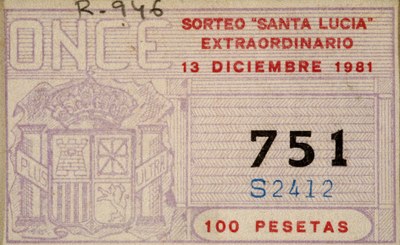 R-946
ONCE
SORTEO "SANTA LUCIA"
EXTRAORDINARIO
13 DICIEMBRE 1981
751
S2412
PLUS ULTRA
100 PESETAS